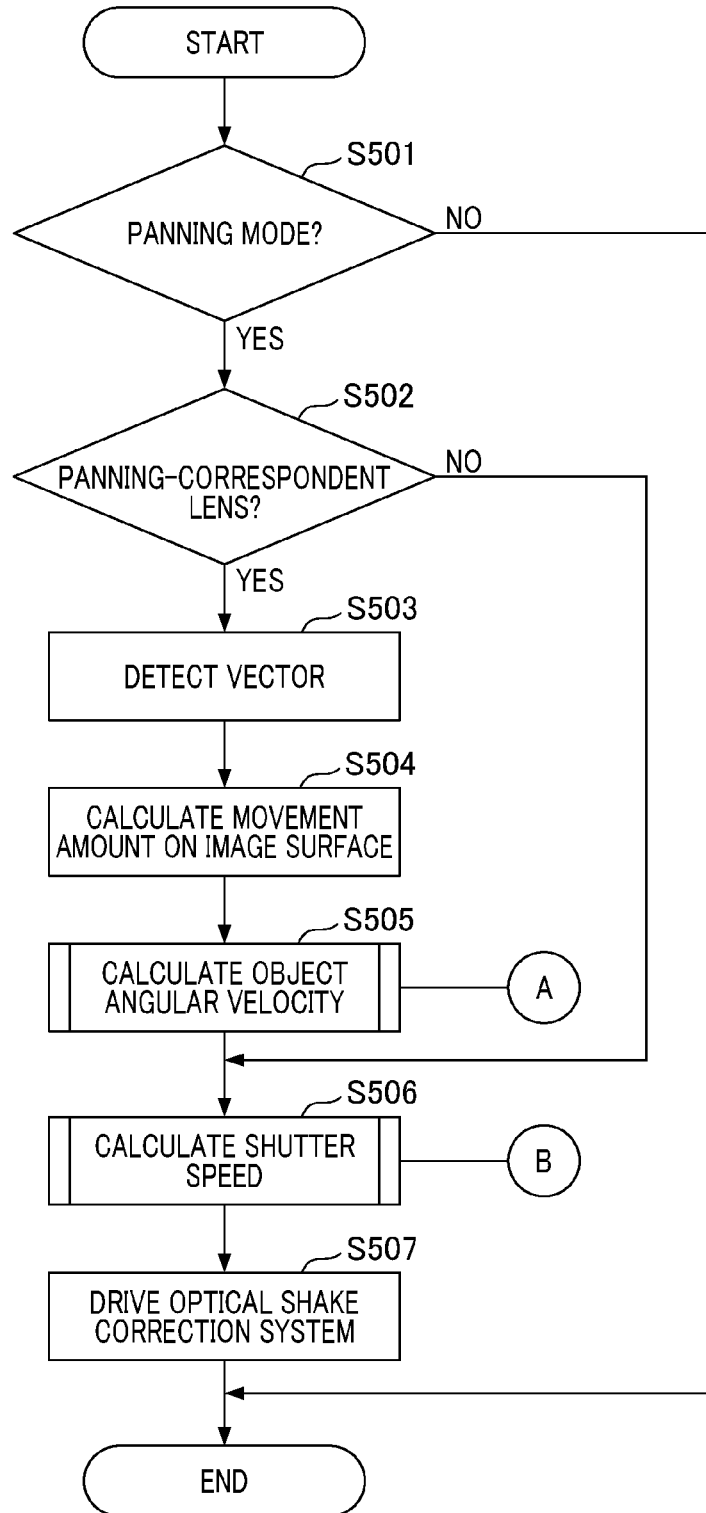 START
S501
PANNING MODE?
NO
YES
S502
PANNING-CORRESPONDENT
LENS?
NO
YES
S503
DETECT VECTOR
S504
CALCULATE MOVEMENT
AMOUNT ON IMAGE SURFACE
S505
CALCULATE OBJECT
ANGULAR VELOCITY
A
S506
CALCULATE SHUTTER
SPEED
B
S507
DRIVE OPTICAL SHAKE
CORRECTION SYSTEM
END